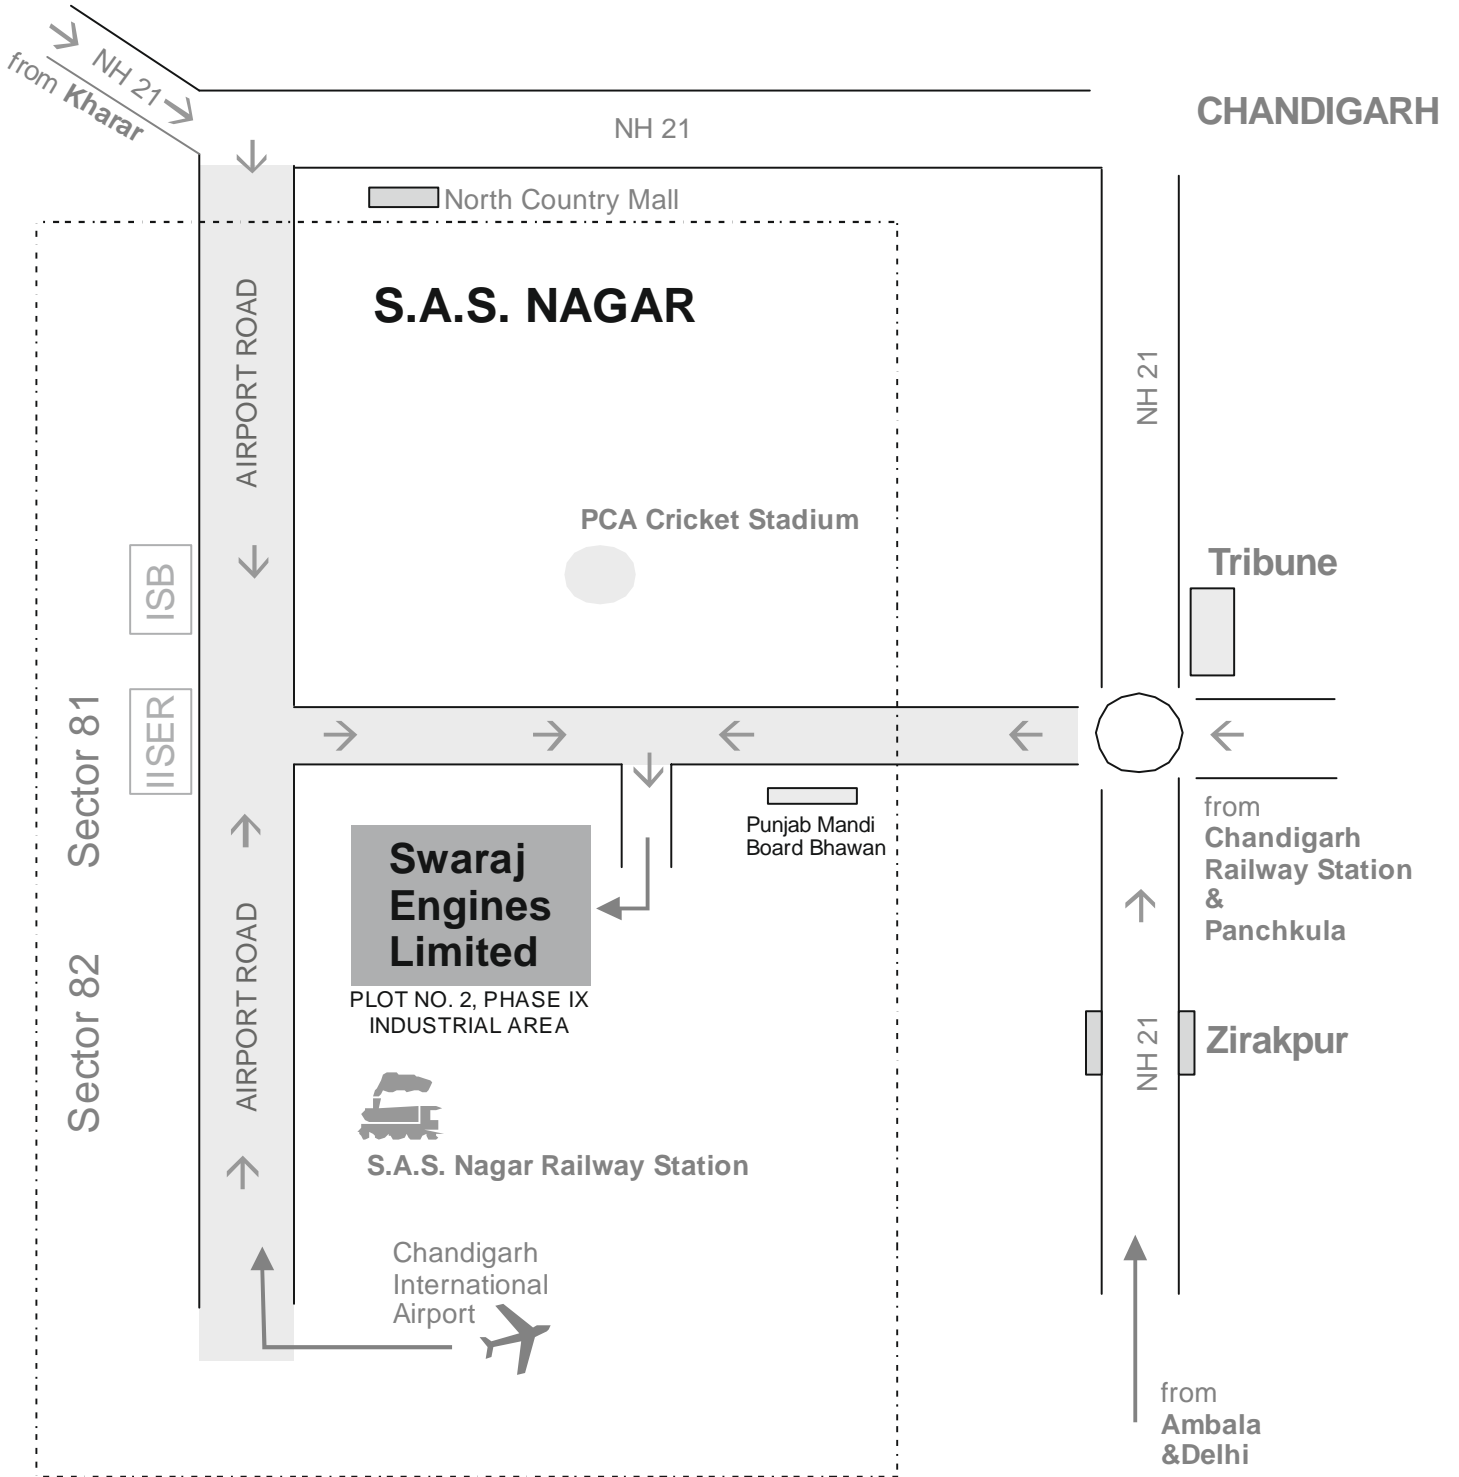 NH 21
from Kharar
NH 21
CHANDIGARH
North Country Mall
S.A.S. NAGAR
AIRPORT ROAD
NH 21
PCA Cricket Stadium
Tribune
ISB
IISER
Sector 81
Punjab Mandi
Board Bhawan
from
Chandigarh
Railway Station
&
Panchkula
Swaraj
Engines
Limited
PLOT NO. 2, PHASE IX
INDUSTRIAL AREA
AIRPORT ROAD
Sector 82
NH 21
Zirakpur
S.A.S. Nagar Railway Station
Chandigarh
International
Airport
from
Ambala
&Delhi